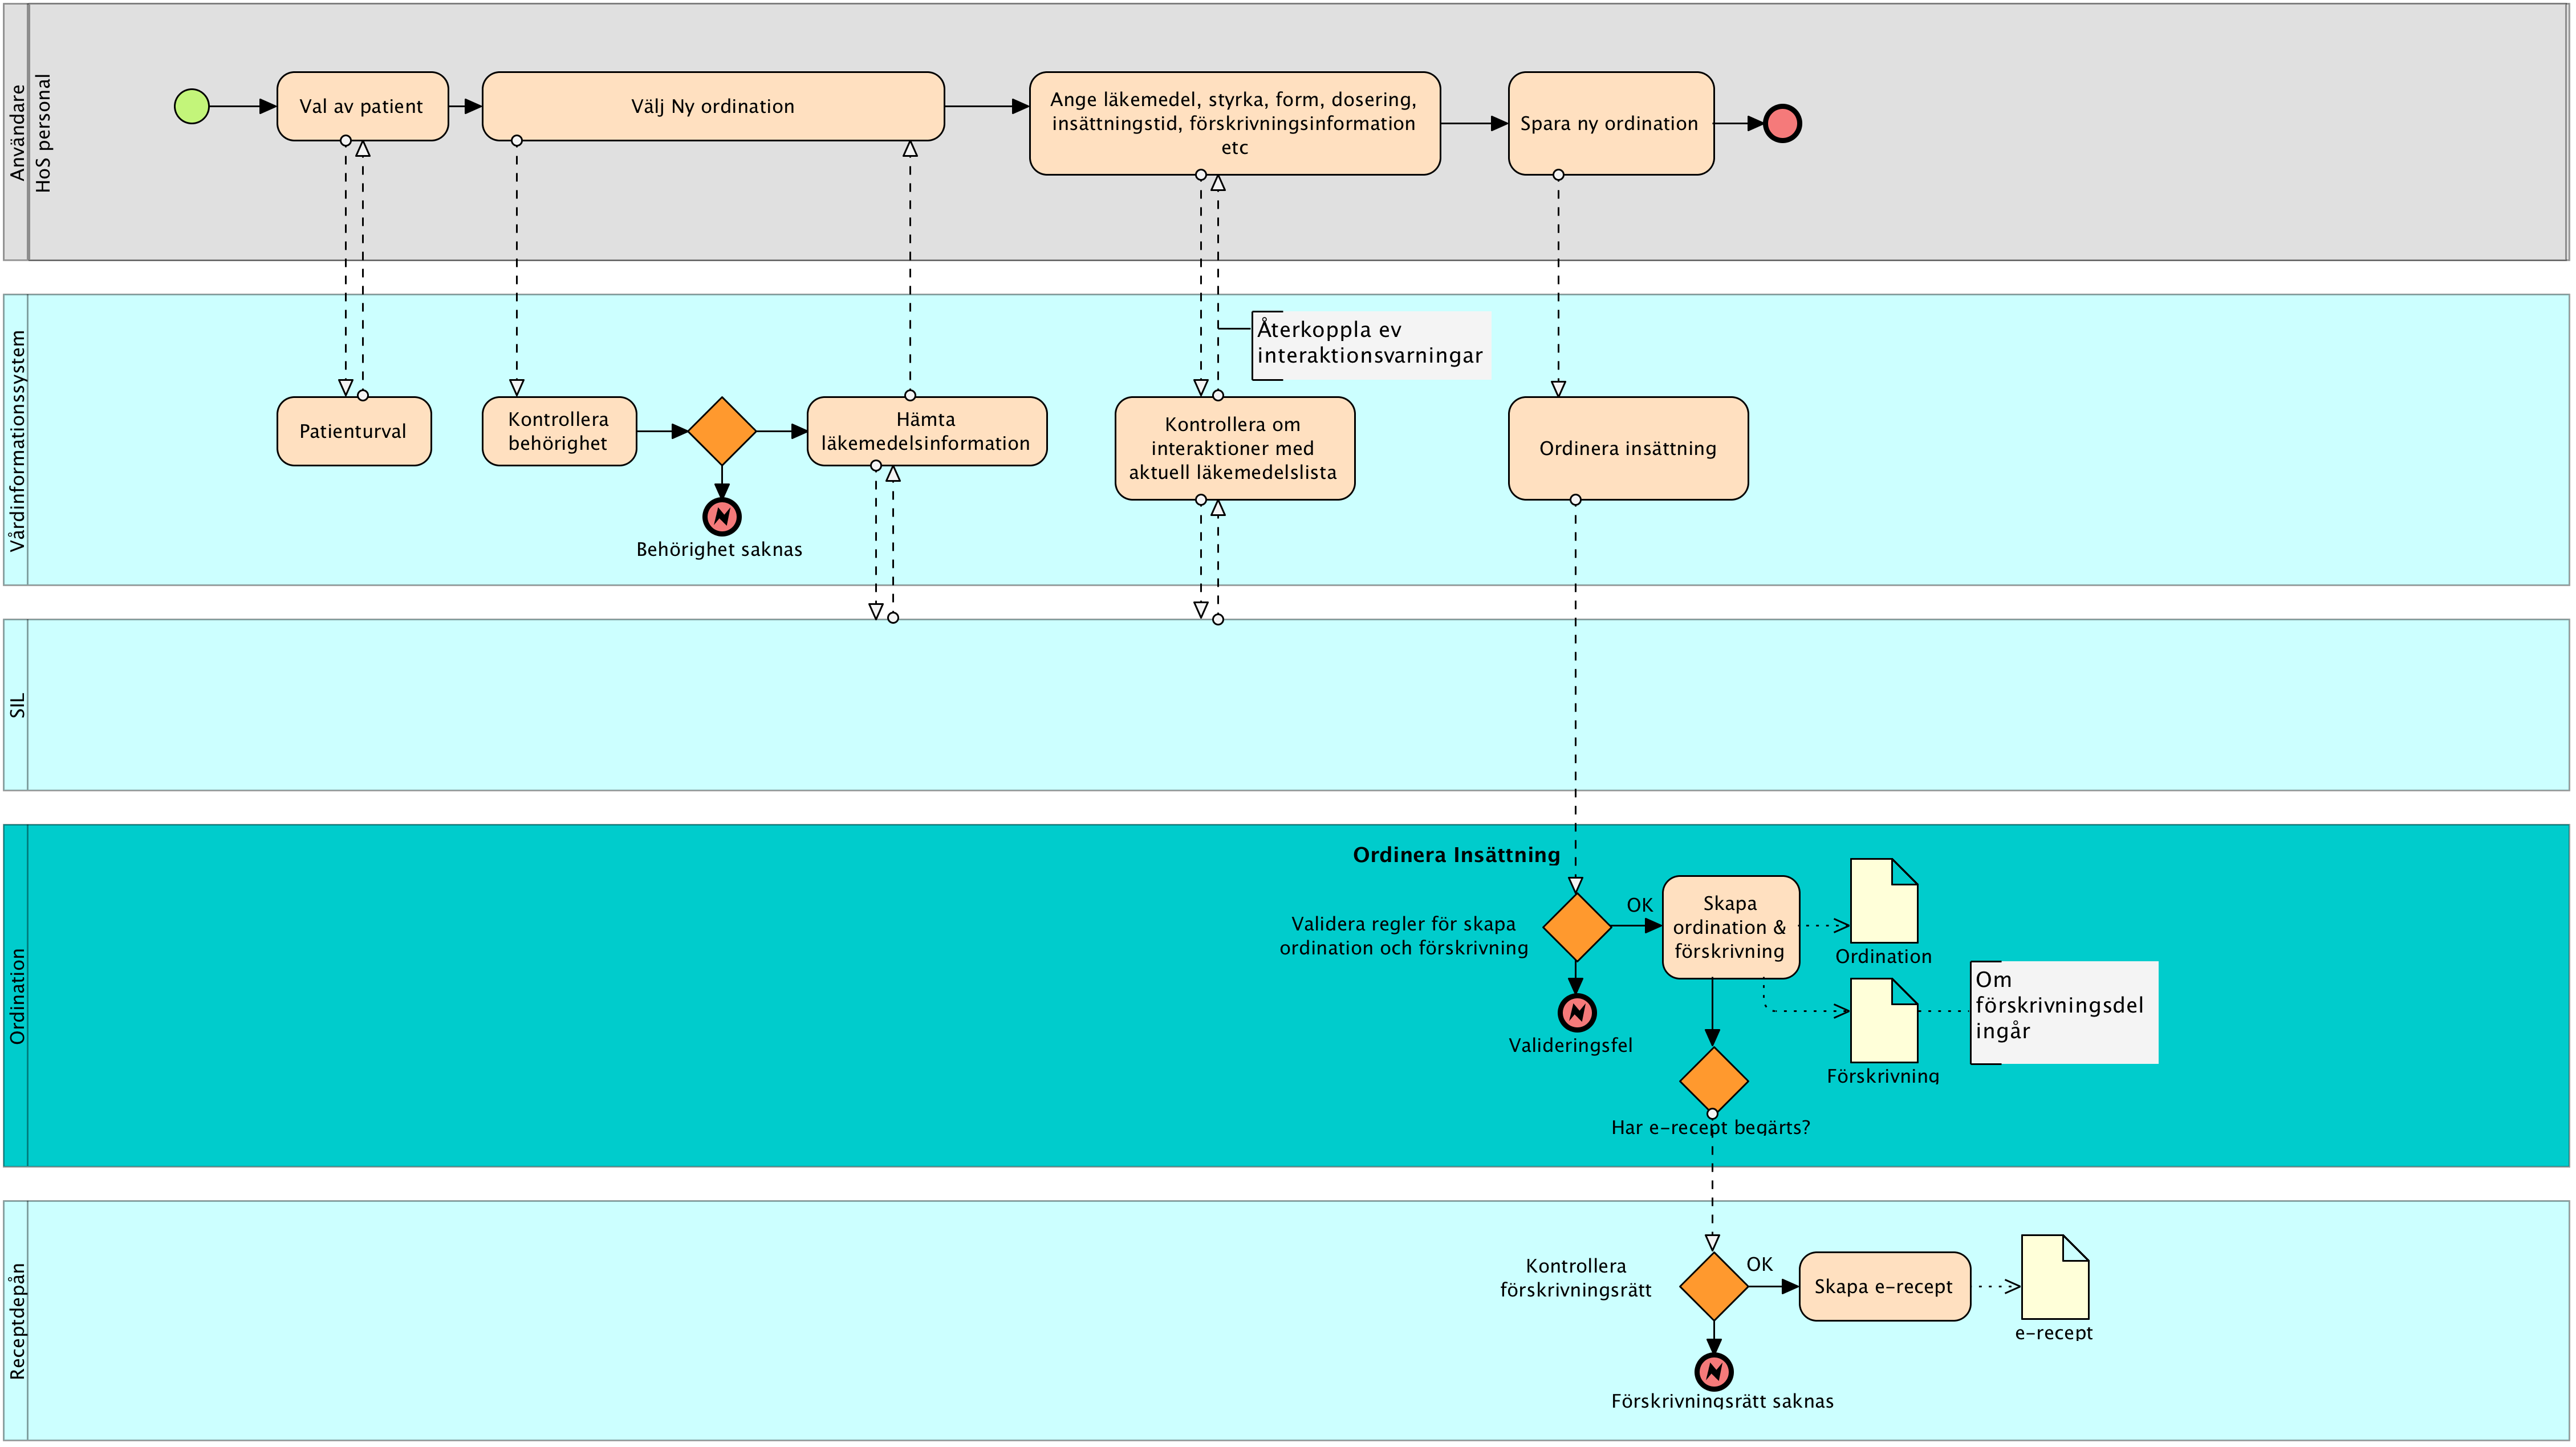 Användare
HoS personal
Val av patient
Välj Ny ordination
Ange läkemedel, styrka, form, dosering,
insättningstid, förskrivningsinformation
etc
Spara ny ordination
Vårdinformationssystem
Återkoppla ev
interaktionsvarningar
Patienturval
Kontrollera
behörighet
Hämta
läkemedelsinformation
Kontrollera om
interaktioner med
aktuell läkemedelslista
Ordinera insättning
Behörighet saknas
SIL
Ordination
Ordinera Insättning
Validera regler för skapa
ordination och förskrivning
OK
Skapa
ordination &
förskrivning
Ordination
Valideringsfel
Förskrivning
Om
förskrivningsdel
ingår
Har e-recept begärts?
Receptdepån
Kontrollera
förskrivningsrätt
OK
Skapa e-recept
e-recept
Förskrivningsrätt saknas